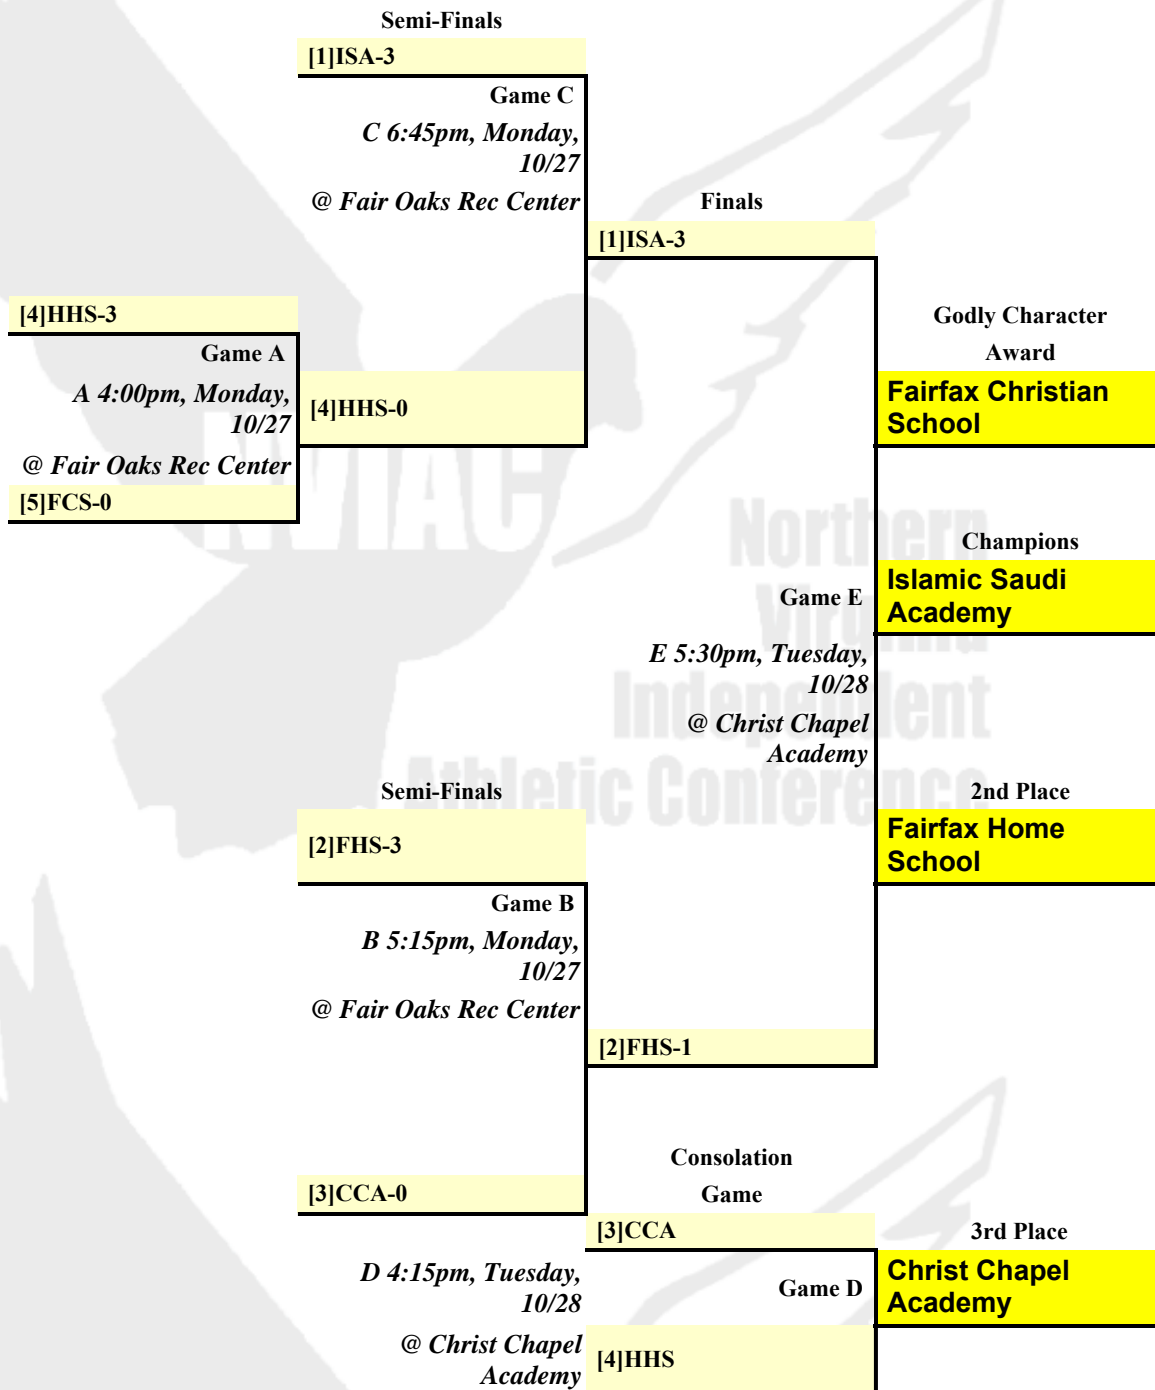 Semi-Finals
[1]ISA-3
Game C
C 6:45pm, Monday,
10/27
@ Fair Oaks Rec Center
Finals
[1]ISA-3
[4]HHS-3
Game A
A 4:00pm, Monday,
10/27
@ Fair Oaks Rec Center
[5]FCS-0
[4]HHS-0
Godly Character
Award
Fairfax Christian
School
NVIAC
Northern
Virginia
Independent
Athletic Conference
Champions
Islamic Saudi
Academy
Game E
E 5:30pm, Tuesday,
10/28
@ Christ Chapel
Academy
Semi-Finals
[2]FHS-3
2nd Place
Fairfax Home
School
Game B
B 5:15pm, Monday,
10/27
@ Fair Oaks Rec Center
[2]FHS-1
[3]CCA-0
Consolation
Game
[3]CCA
3rd Place
Christ Chapel
Academy
D 4:15pm, Tuesday,
10/28
Game D
@ Christ Chapel
Academy
[4]HHS